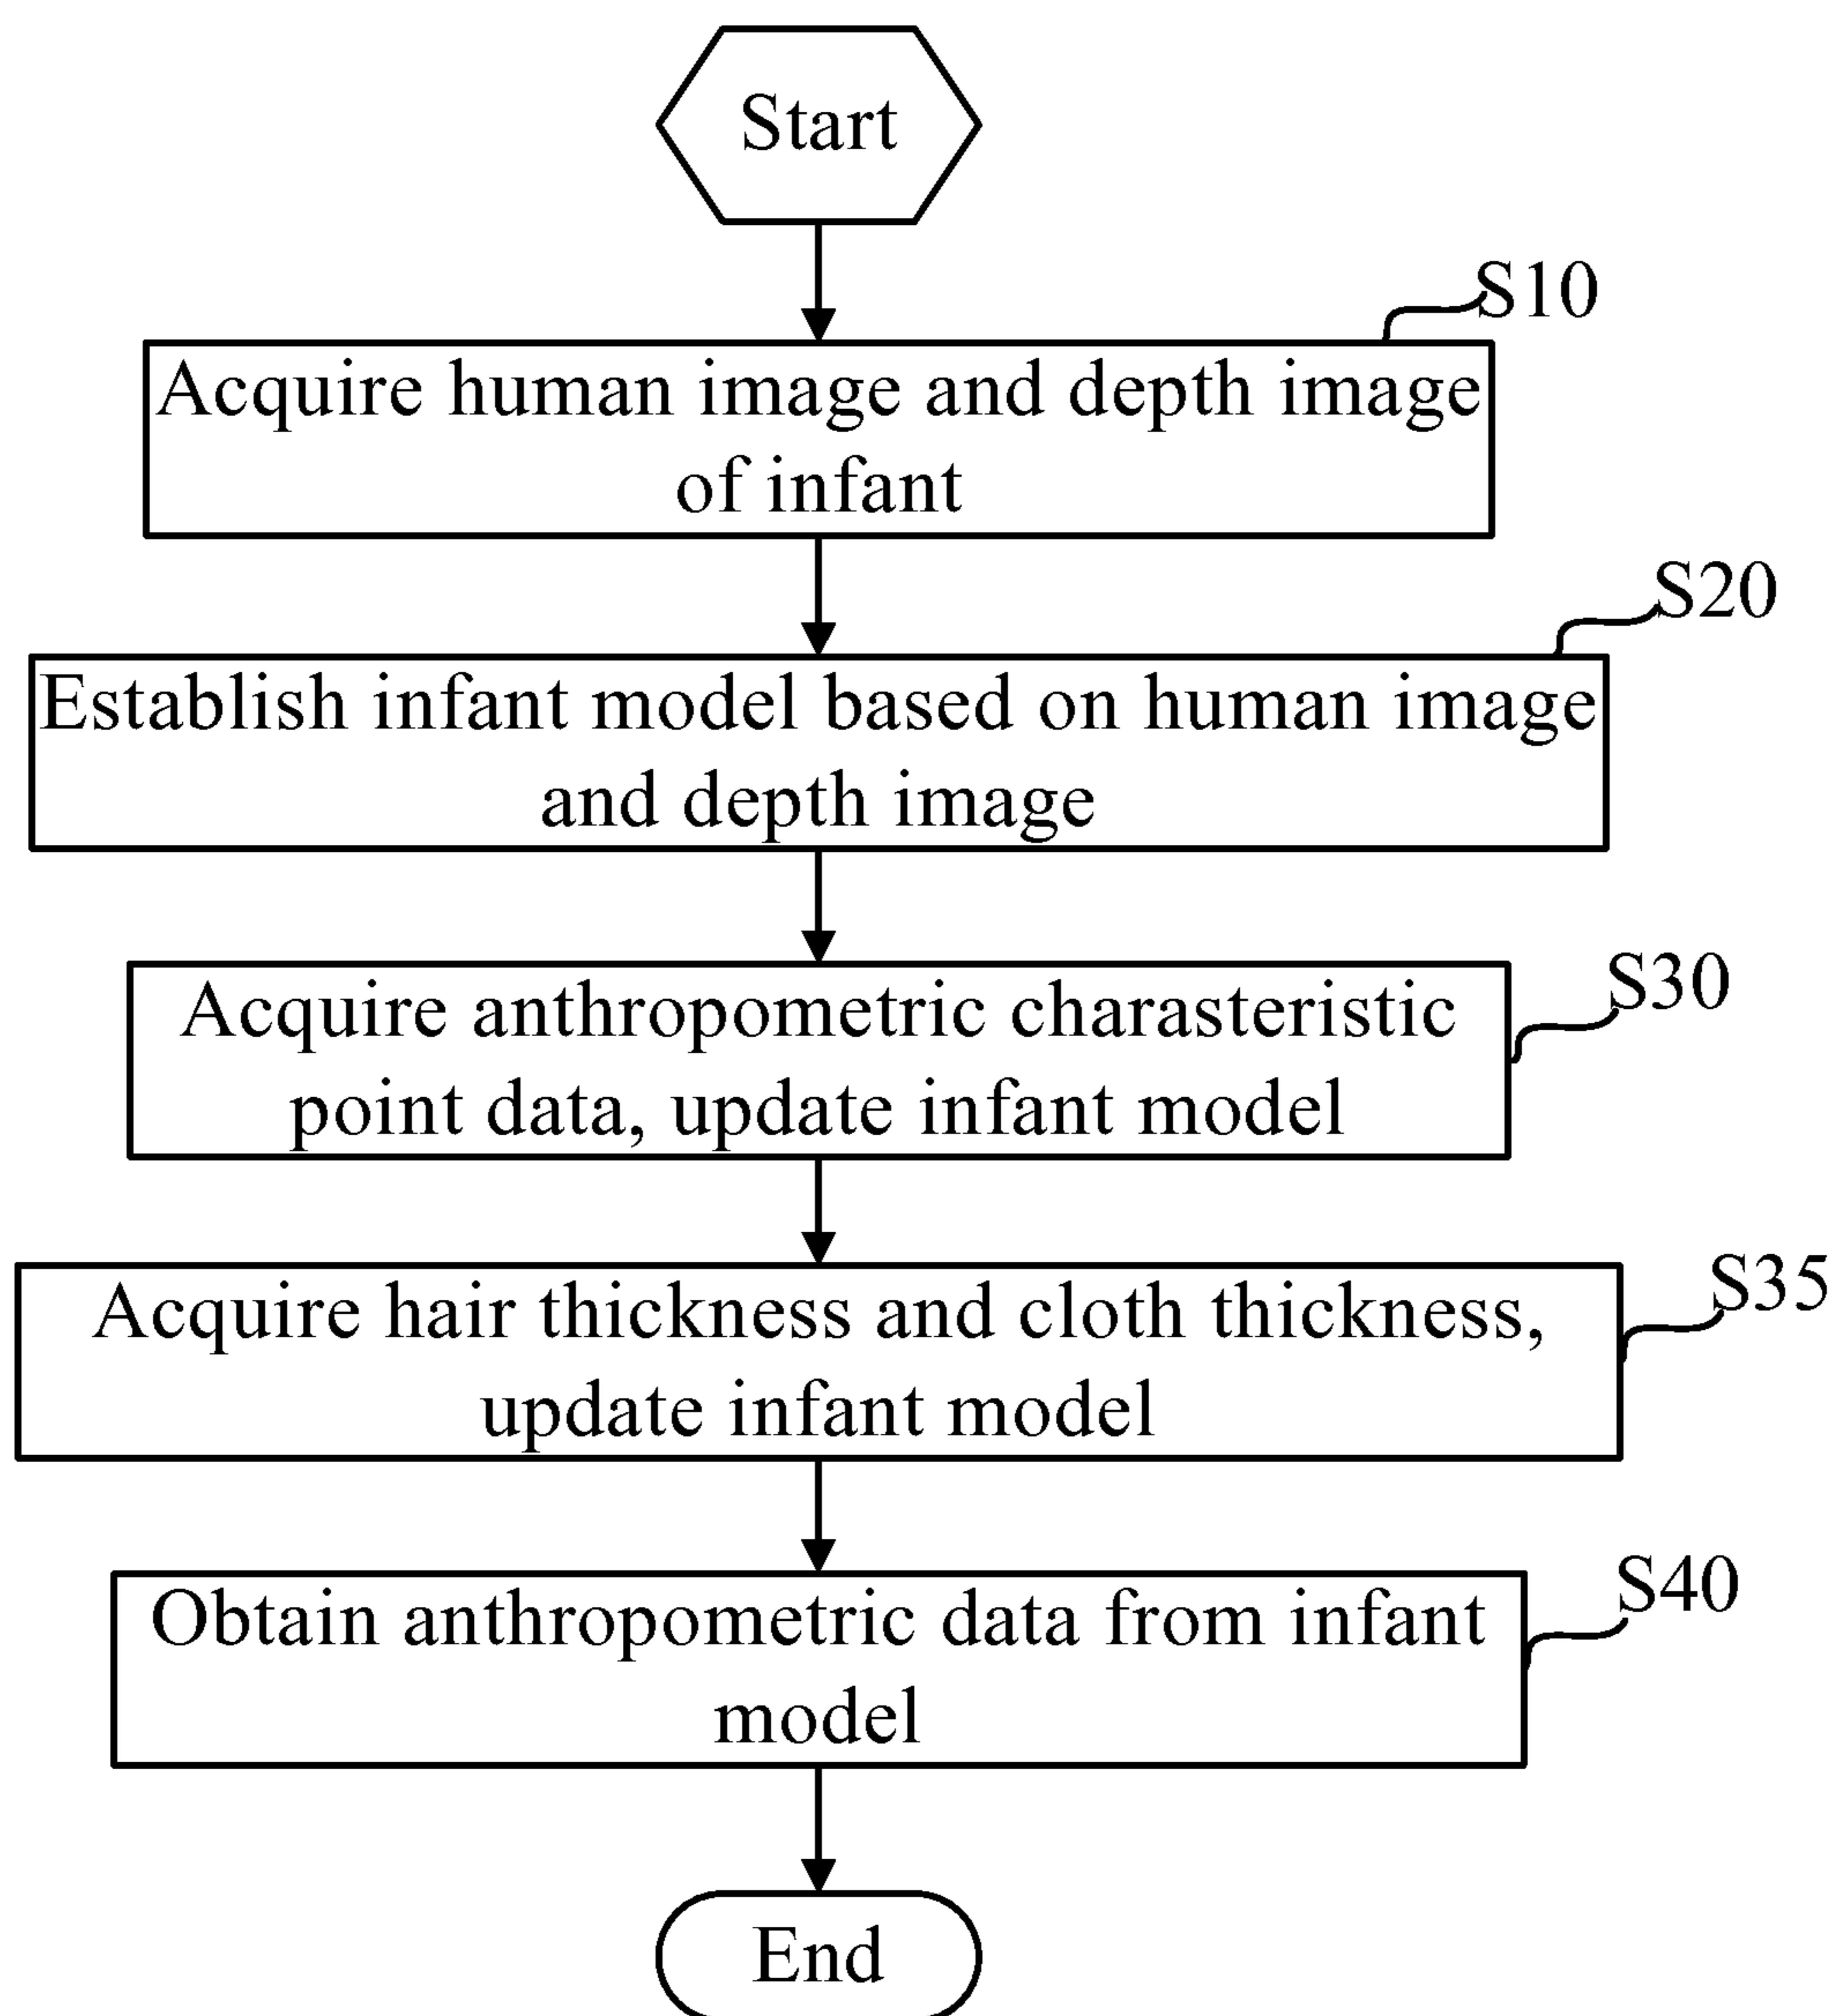 Start
S10
Acquire human image and depth image
of infant
S20
Establish infant model based on human image
and depth image
S30
Acquire anthropometric charasteristic
point data, update infant model
S35
Acquire hair thickness and cloth thickness,
update infant model
S40
Obtain anthropometric data from infant
model
End